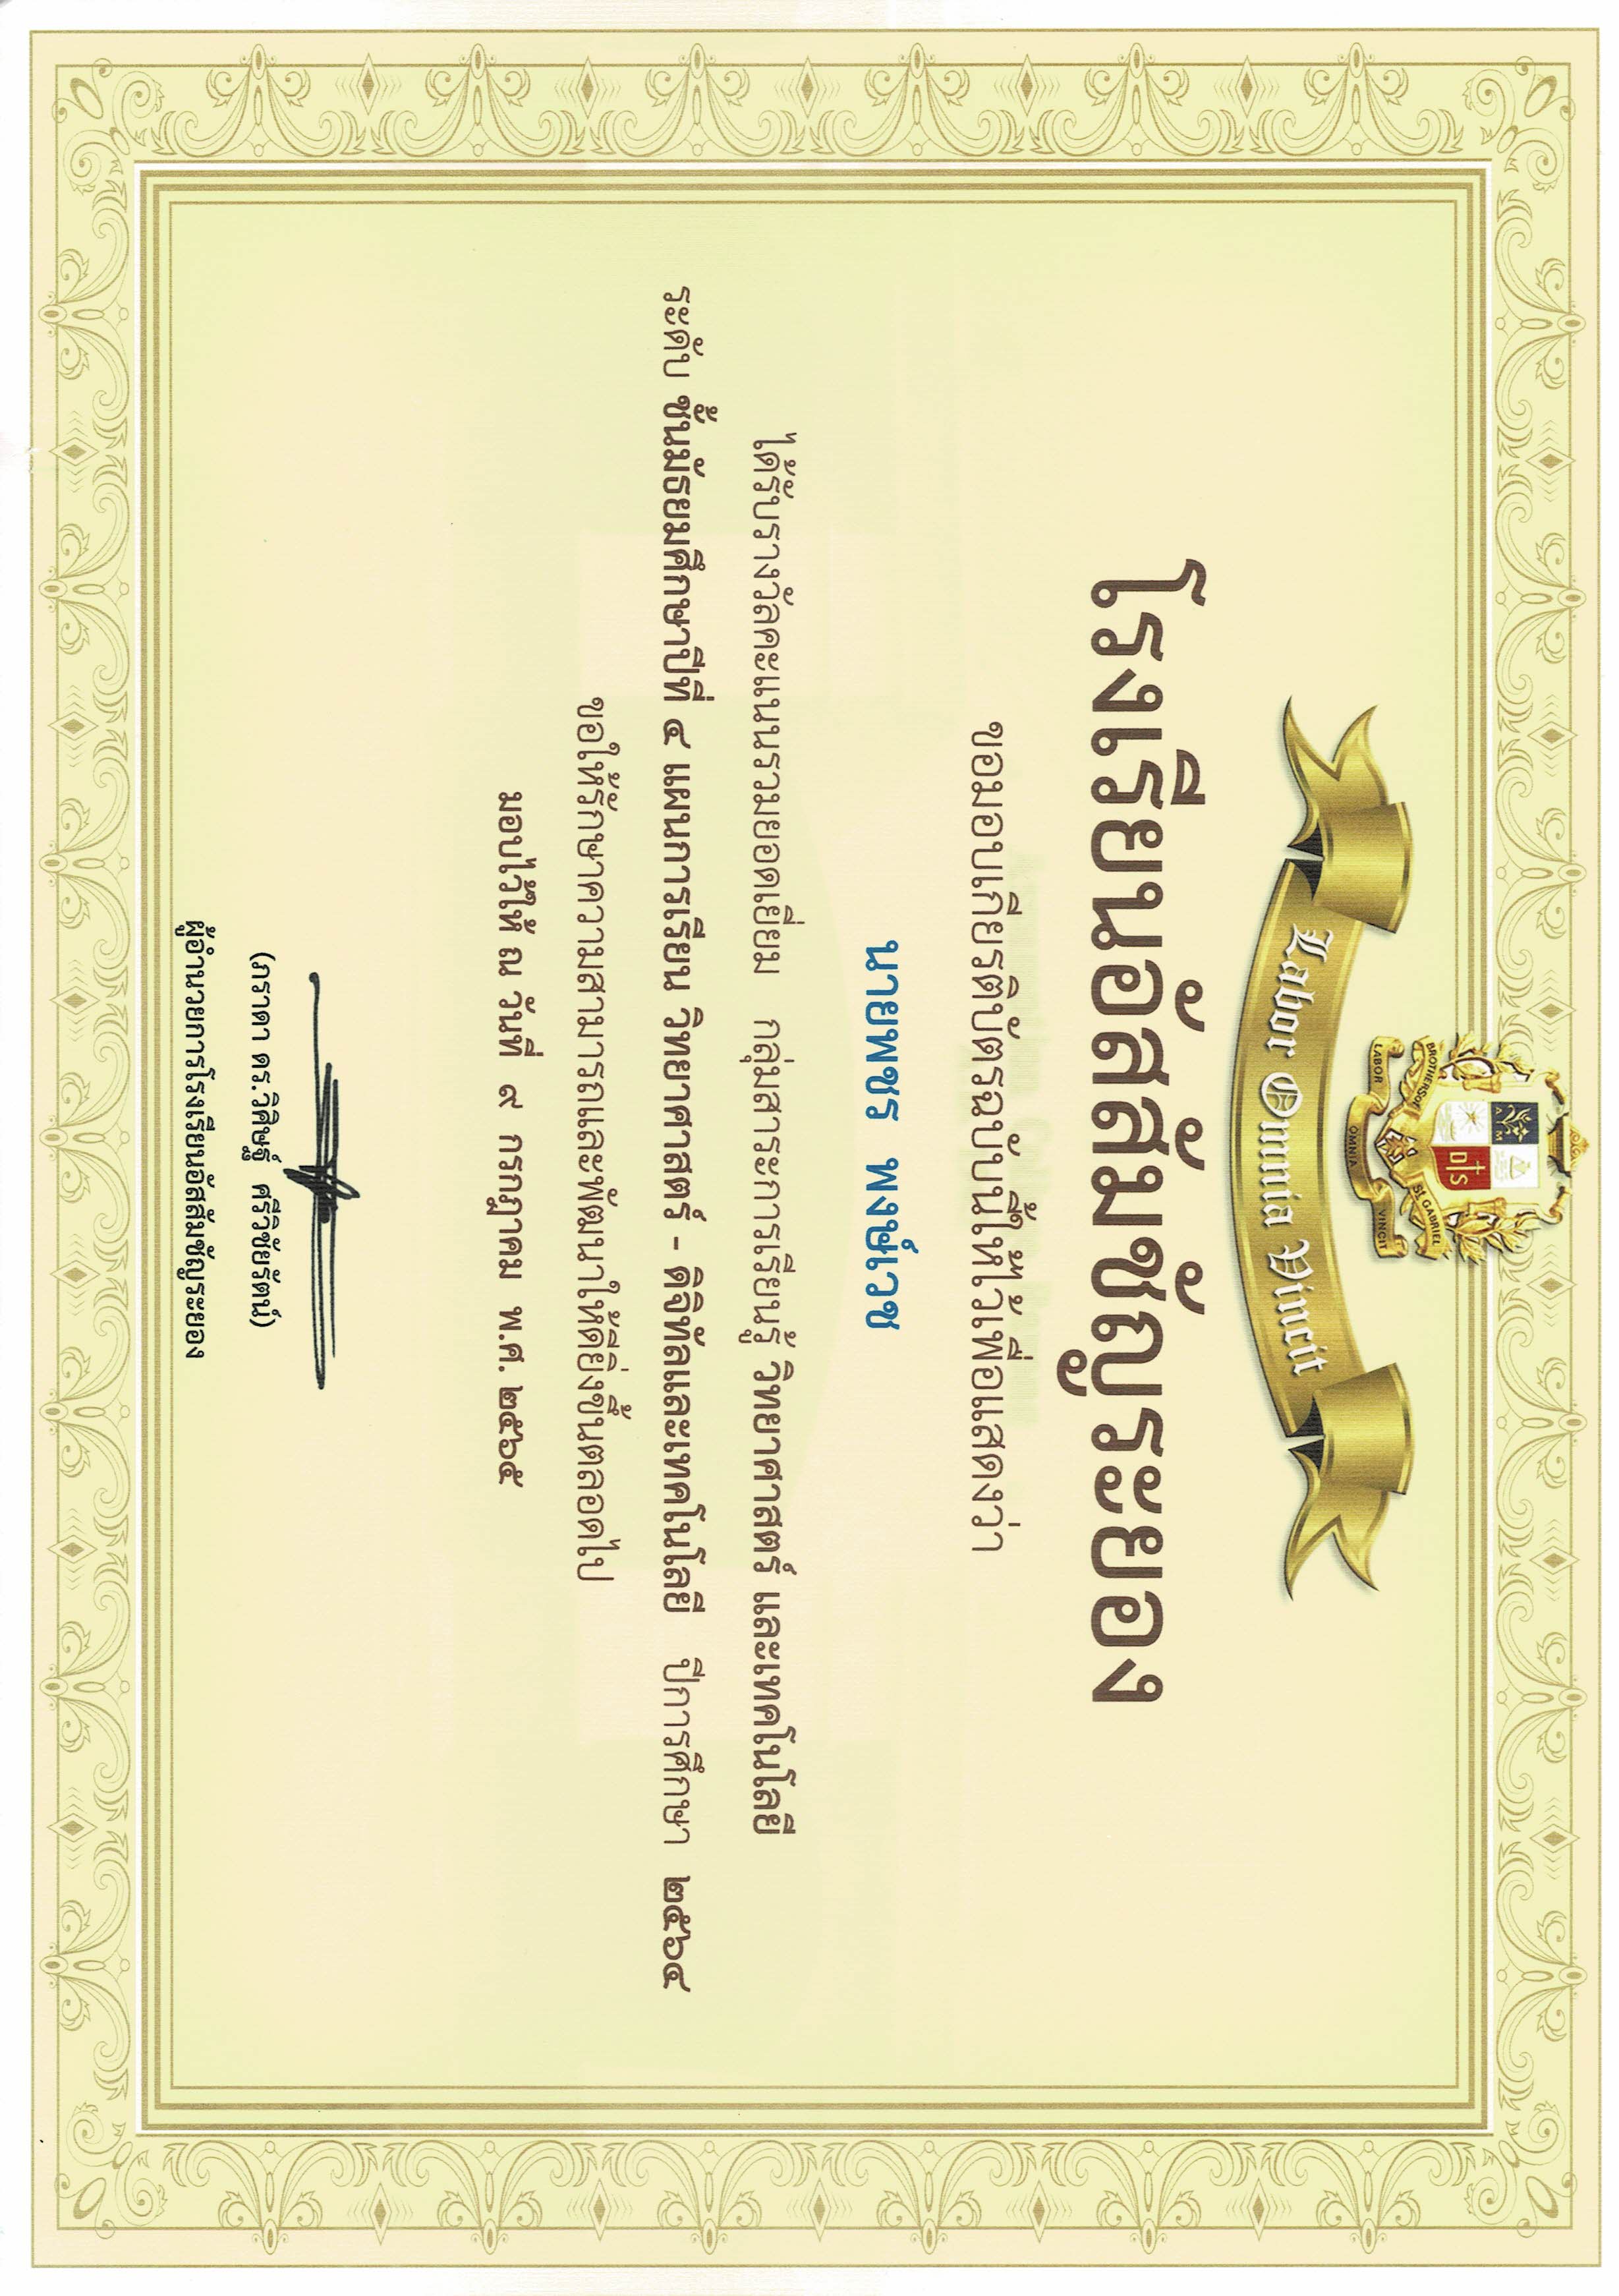 A M
D S
BROTHERS of St. GABRIEL
LABOR OMNIA VINCIT
Labor Omnia Vincit
โรงเรียนอัสสัมชัญระยอง
ขอมอบเกียรติบัตรฉบับนี้ให้ไว้เพื่อแสดงว่า
นายพชร พงษ์เวช
ได้รับรางวัลคะแนนรวมยอดเยี่ยม กลุ่มสาระการเรียนรู้ วิทยาศาสตร์ และเทคโนโลยี
ระดับ ชั้นมัธยมศึกษาปีที่ ๔ แผนการเรียน วิทยาศาสตร์ - ดิจิทัลและเทคโนโลยี ปีการศึกษา ๒๕๖๔
ขอให้รักษาความสามารถและพัฒนาให้ดียิ่งขึ้นตลอดไป
มอบไว้ให้ ณ วันที่ ๙ กรกฎาคม พ.ศ. ๒๕๖๕
(ภราดา ดร.วิศิษฐ์ ศรีวิชัยรัตน์)
ผู้อำนวยการโรงเรียนอัสสัมชัญระยอง